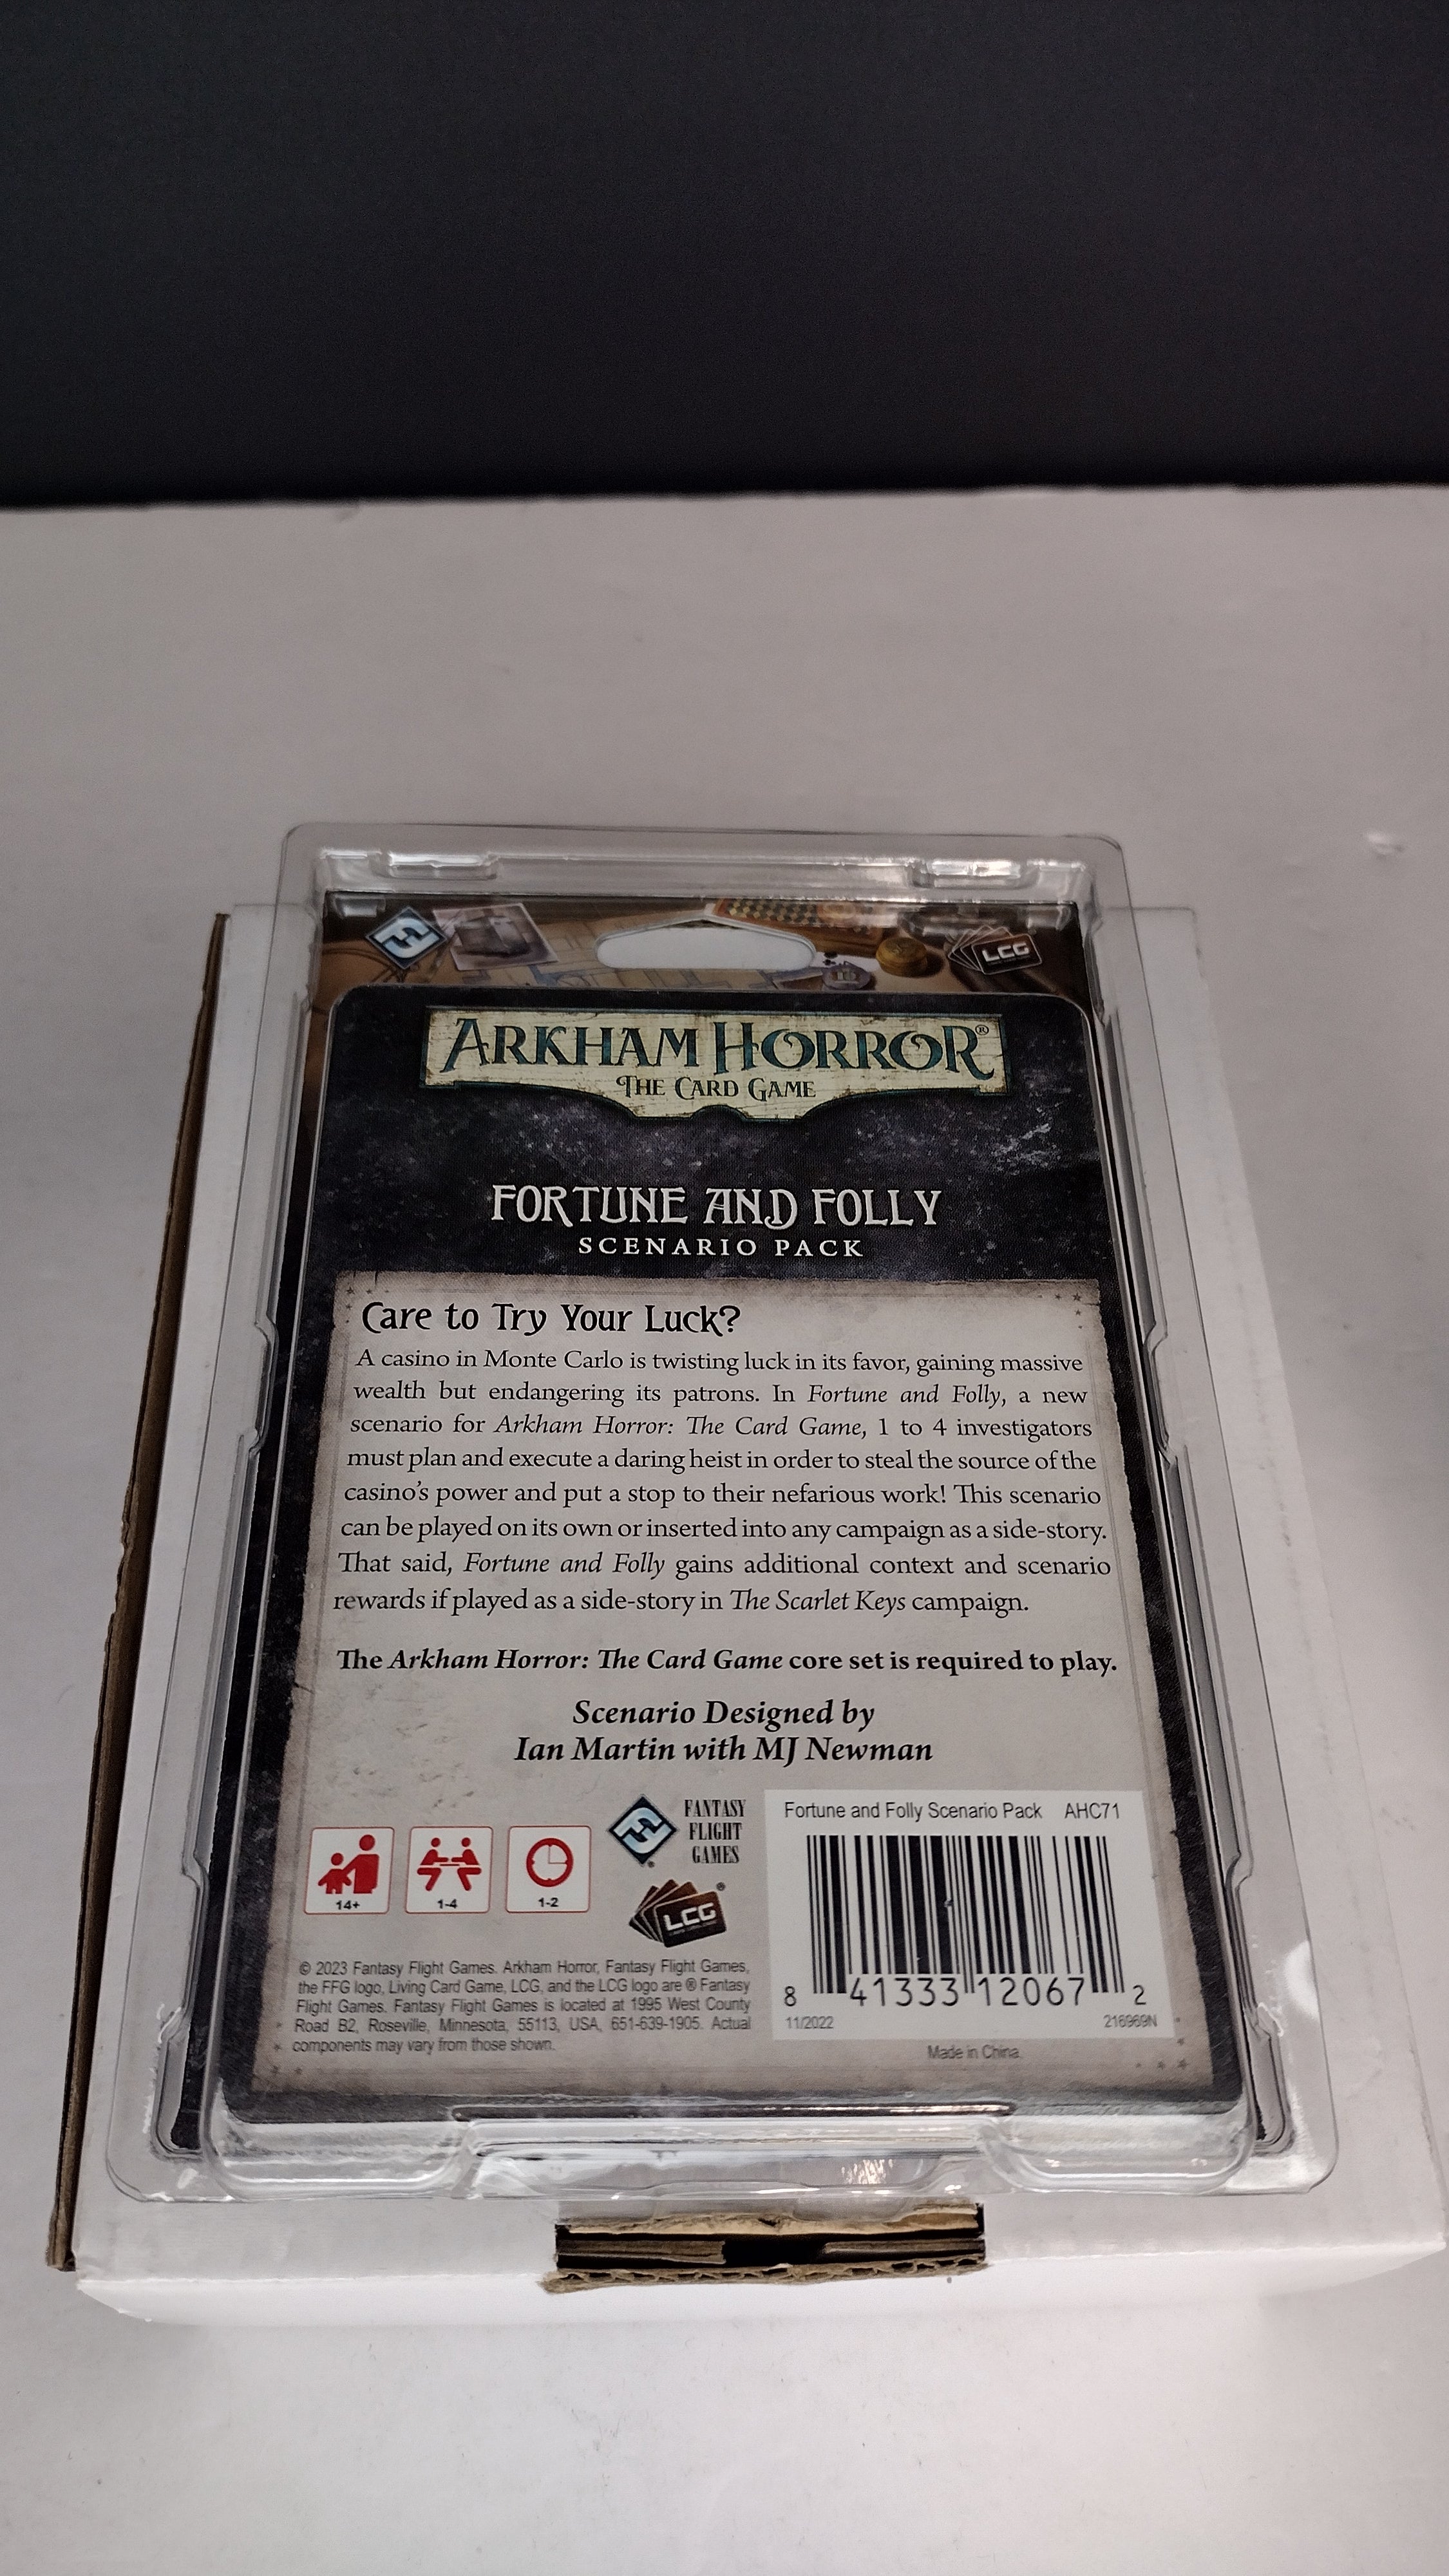 LCG
ARKHAM HORROR®
THE CARD GAME
FORTUNE AND FOLLY
SCENARIO PACK
Care to Try Your Luck?
A casino in Monte Carlo is twisting luck in its favor, gaining massive
wealth but endangering its patrons. In Fortune and Folly, a new
scenario for Arkham Horror: The Card Game, 1 to 4 investigators
must plan and execute a daring heist in order to steal the source of the
casino's power and put a stop to their nefarious work! This scenario
can be played on its own or inserted into any campaign as a side-story.
That said, Fortune and Folly gains additional context and scenario
rewards if played as a side-story in The Scarlet Keys campaign.
The Arkham Horror: The Card Game core set is required to play.
Scenario Designed by
Ian Martin with MJ Newman
14+
1-4
1-2
FANTASY
FLIGHT
GAMES
LCG®
© 2023 Fantasy Flight Games. Arkham Horror, Fantasy Flight Games,
the FFG logo, Living Card Game, LCG, and the LCG logo are ® Fantasy
Flight Games. Fantasy Flight Games is located at 1995 West County
Road B2, Roseville, Minnesota, 55113, USA, 651-639-1905. Actual
components may vary from those shown.
Fortune and Folly Scenario Pack AHC71
8 41333 12067 2
11/2022 216969N
Made in China.